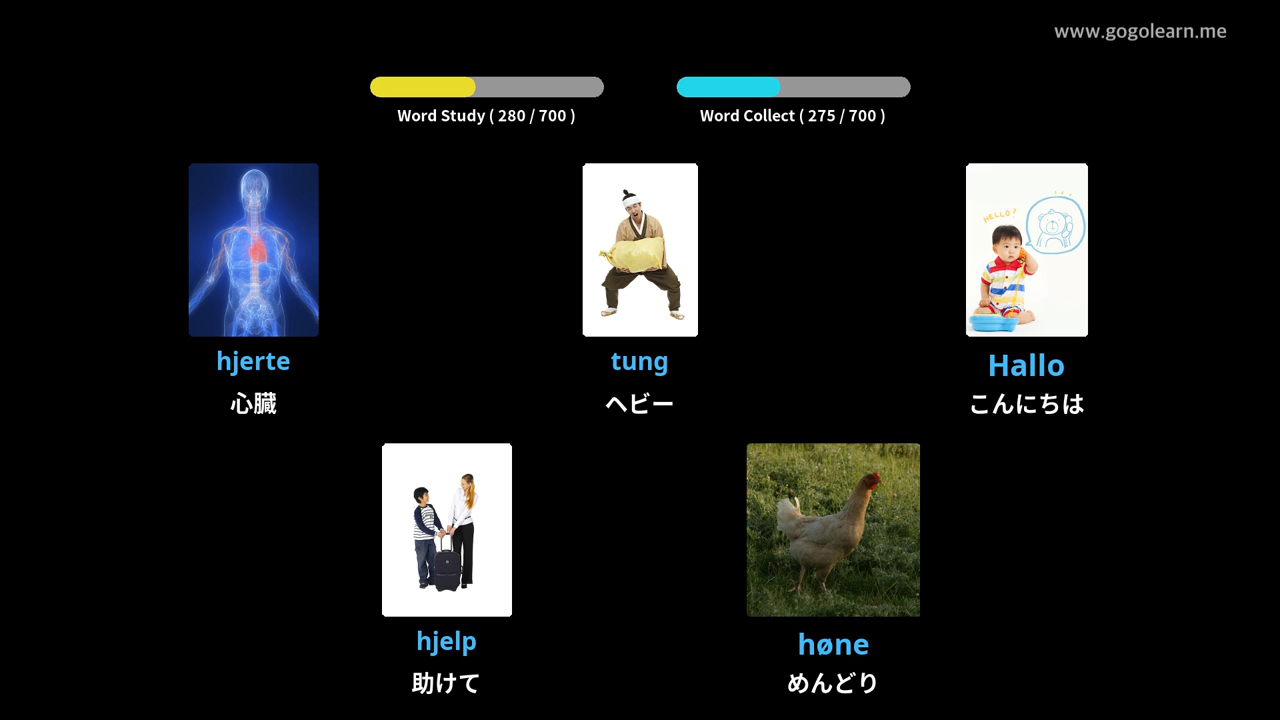 www.gogolearn.me
Word Study ( 280 / 700 )
Word Collect ( 275 / 700 )
HELLO?
hjerte
心臓
tung
ヘビー
Hallo
こんにちは
hjelp
助けて
høne
めんどり